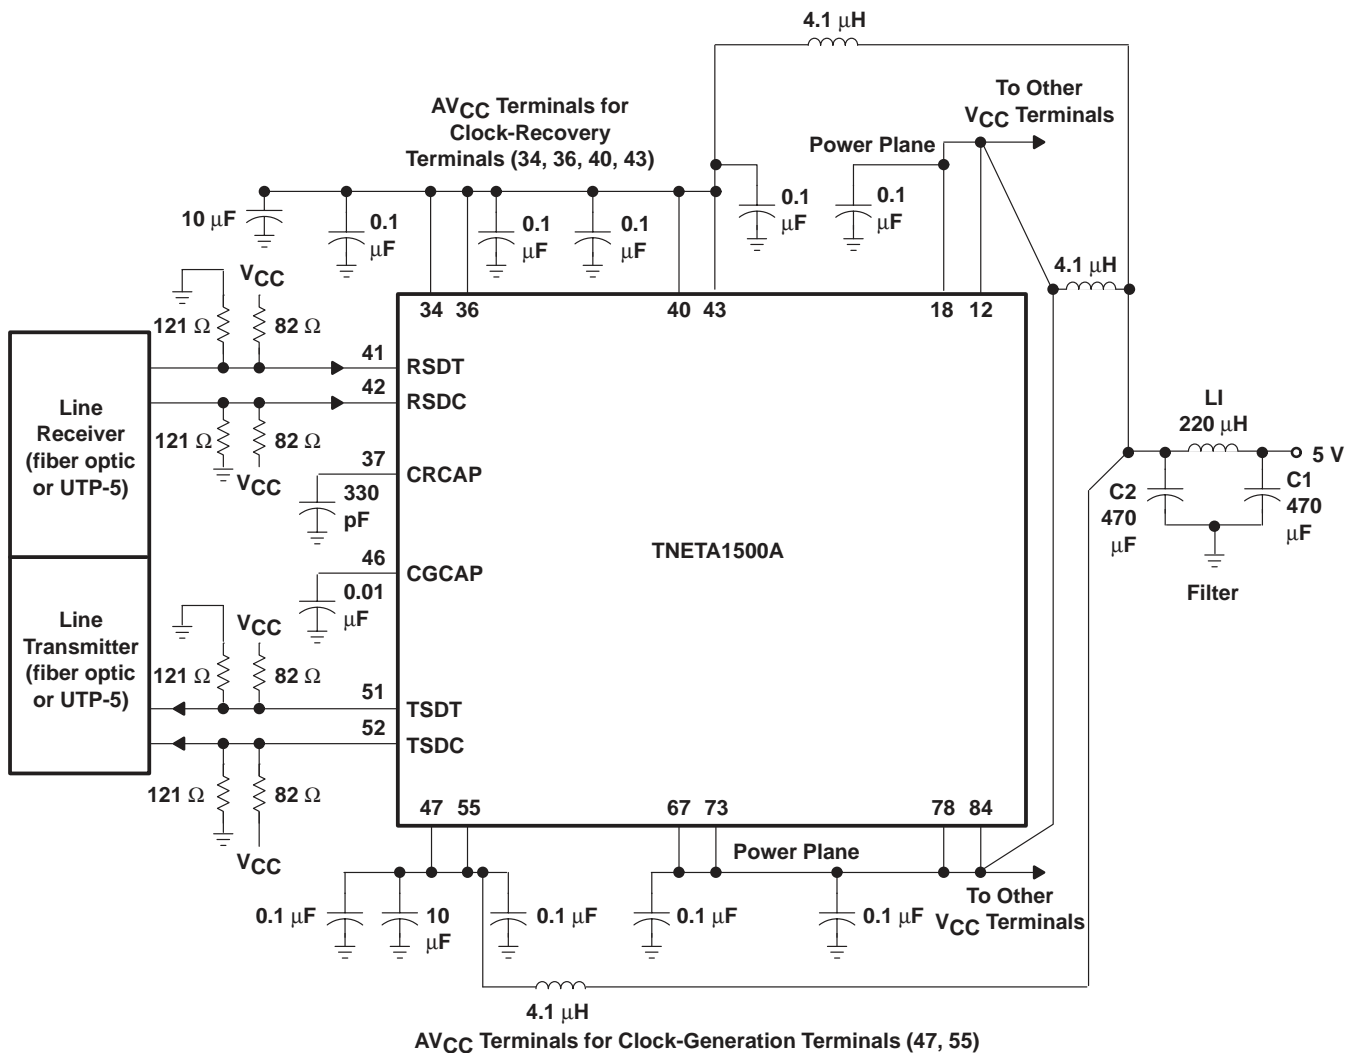 4.1 μH
To Other
VCC Terminals
AVCC Terminals for
Clock-Recovery
Terminals (34, 36, 40, 43)
Power Plane
10 μF
0.1
μF
0.1
μF
0.1
μF
0.1
μF
0.1
μF
4.1 μH
VCC
121 Ω
82 Ω
34
36
40
43
18
12
41
RSDT
42
RSDC
Line
Receiver
(fiber optic
or UTP-5)
121 Ω
82 Ω
VCC
37
CRCAP
330
pF
LI
220 μH
5 V
C2
470
μF
C1
470
μF
Filter
TNETA1500A
46
CGCAP
0.01
μF
Line
Transmitter
(fiber optic
or UTP-5)
VCC
121 Ω
82 Ω
51
TSDT
52
TSDC
121 Ω
82 Ω
VCC
47
55
67
73
78
84
Power Plane
0.1 μF
10
μF
0.1 μF
0.1 μF
0.1 μF
To Other
VCC Terminals
4.1 μH
AVCC Terminals for Clock-Generation Terminals (47, 55)